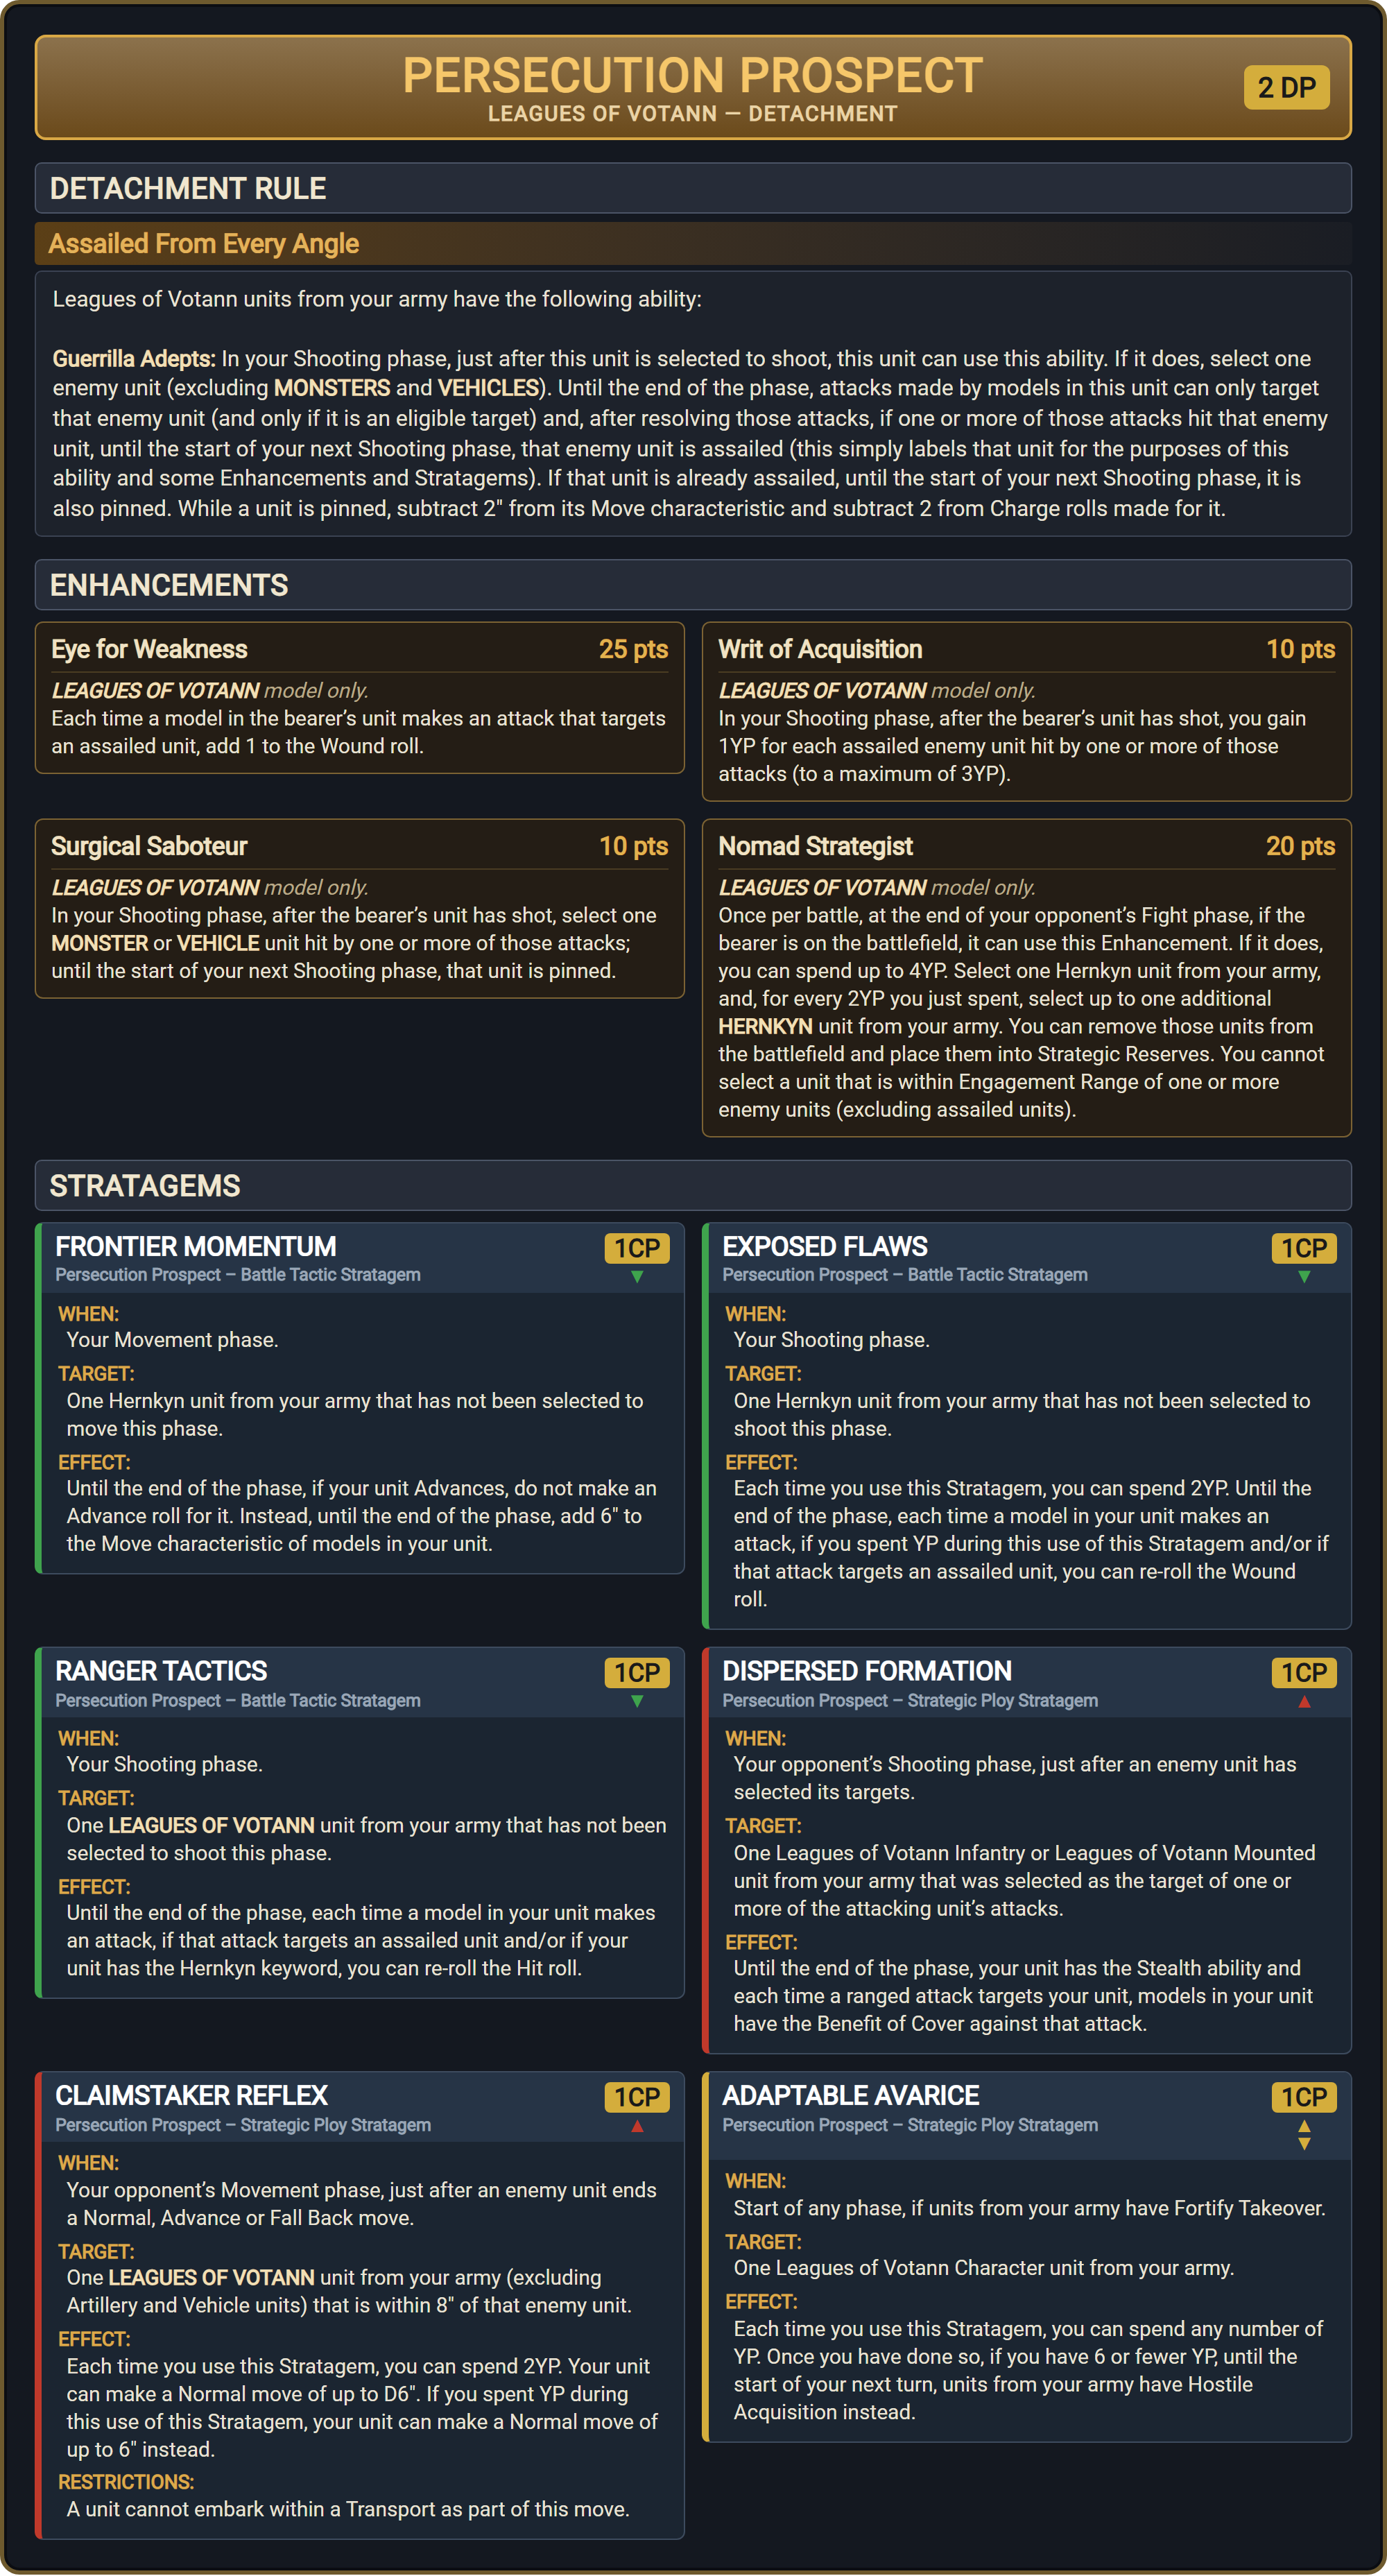 PERSECUTION PROSPECT
LEAGUES OF VOTANN — DETACHMENT
2 DP
DETACHMENT RULE
Assailed From Every Angle
Leagues of Votann units from your army have the following ability:
Guerrilla Adepts: In your Shooting phase, just after this unit is selected to shoot, this unit can use this ability. If it does, select one
enemy unit (excluding MONSTERS and VEHICLES). Until the end of the phase, attacks made by models in this unit can only target
that enemy unit (and only if it is an eligible target) and, after resolving those attacks, if one or more of those attacks hit that enemy
unit, until the start of your next Shooting phase, that enemy unit is assailed (this simply labels that unit for the purposes of this
ability and some Enhancements and Stratagems). If that unit is already assailed, until the start of your next Shooting phase, it is
also pinned. While a unit is pinned, subtract 2" from its Move characteristic and subtract 2 from Charge rolls made for it.
ENHANCEMENTS
Eye for Weakness
25 pts
LEAGUES OF VOTANN model only.
Each time a model in the bearer’s unit makes an attack that targets
an assailed unit, add 1 to the Wound roll.
Writ of Acquisition
10 pts
LEAGUES OF VOTANN model only.
In your Shooting phase, after the bearer’s unit has shot, you gain
1YP for each assailed enemy unit hit by one or more of those
attacks (to a maximum of 3YP).
Surgical Saboteur
10 pts
LEAGUES OF VOTANN model only.
In your Shooting phase, after the bearer’s unit has shot, select one
MONSTER or VEHICLE unit hit by one or more of those attacks;
until the start of your next Shooting phase, that unit is pinned.
Nomad Strategist
20 pts
LEAGUES OF VOTANN model only.
Once per battle, at the end of your opponent’s Fight phase, if the
bearer is on the battlefield, it can use this Enhancement. If it does,
you can spend up to 4YP. Select one Hernkyn unit from your army,
and, for every 2YP you just spent, select up to one additional
HERNKYN unit from your army. You can remove those units from
the battlefield and place them into Strategic Reserves. You cannot
select a unit that is within Engagement Range of one or more
enemy units (excluding assailed units).
STRATAGEMS
FRONTIER MOMENTUM
1CP
Persecution Prospect – Battle Tactic Stratagem
▼
WHEN:
Your Movement phase.
TARGET:
One Hernkyn unit from your army that has not been selected to
move this phase.
EFFECT:
Until the end of the phase, if your unit Advances, do not make an
Advance roll for it. Instead, until the end of the phase, add 6" to
the Move characteristic of models in your unit.
EXPOSED FLAWS
1CP
Persecution Prospect – Battle Tactic Stratagem
▼
WHEN:
Your Shooting phase.
TARGET:
One Hernkyn unit from your army that has not been selected to
shoot this phase.
EFFECT:
Each time you use this Stratagem, you can spend 2YP. Until the
end of the phase, each time a model in your unit makes an
attack, if you spent YP during this use of this Stratagem and/or if
that attack targets an assailed unit, you can re-roll the Wound
roll.
RANGER TACTICS
1CP
Persecution Prospect – Battle Tactic Stratagem
▼
WHEN:
Your Shooting phase.
TARGET:
One LEAGUES OF VOTANN unit from your army that has not been
selected to shoot this phase.
EFFECT:
Until the end of the phase, each time a model in your unit makes
an attack, if that attack targets an assailed unit and/or if your
unit has the Hernkyn keyword, you can re-roll the Hit roll.
DISPERSED FORMATION
1CP
Persecution Prospect – Strategic Ploy Stratagem
▲
WHEN:
Your opponent’s Shooting phase, just after an enemy unit has
selected its targets.
TARGET:
One Leagues of Votann Infantry or Leagues of Votann Mounted
unit from your army that was selected as the target of one or
more of the attacking unit’s attacks.
EFFECT:
Until the end of the phase, your unit has the Stealth ability and
each time a ranged attack targets your unit, models in your unit
have the Benefit of Cover against that attack.
CLAIMSTAKER REFLEX
1CP
Persecution Prospect – Strategic Ploy Stratagem
▲
WHEN:
Your opponent’s Movement phase, just after an enemy unit ends
a Normal, Advance or Fall Back move.
TARGET:
One LEAGUES OF VOTANN unit from your army (excluding
Artillery and Vehicle units) that is within 8" of that enemy unit.
EFFECT:
Each time you use this Stratagem, you can spend 2YP. Your unit
can make a Normal move of up to D6". If you spent YP during
this use of this Stratagem, your unit can make a Normal move of
up to 6" instead.
RESTRICTIONS:
A unit cannot embark within a Transport as part of this move.
ADAPTABLE AVARICE
1CP
Persecution Prospect – Strategic Ploy Stratagem
▲
▼
WHEN:
Start of any phase, if units from your army have Fortify Takeover.
TARGET:
One Leagues of Votann Character unit from your army.
EFFECT:
Each time you use this Stratagem, you can spend any number of
YP. Once you have done so, if you have 6 or fewer YP, until the
start of your next turn, units from your army have Hostile
Acquisition instead.